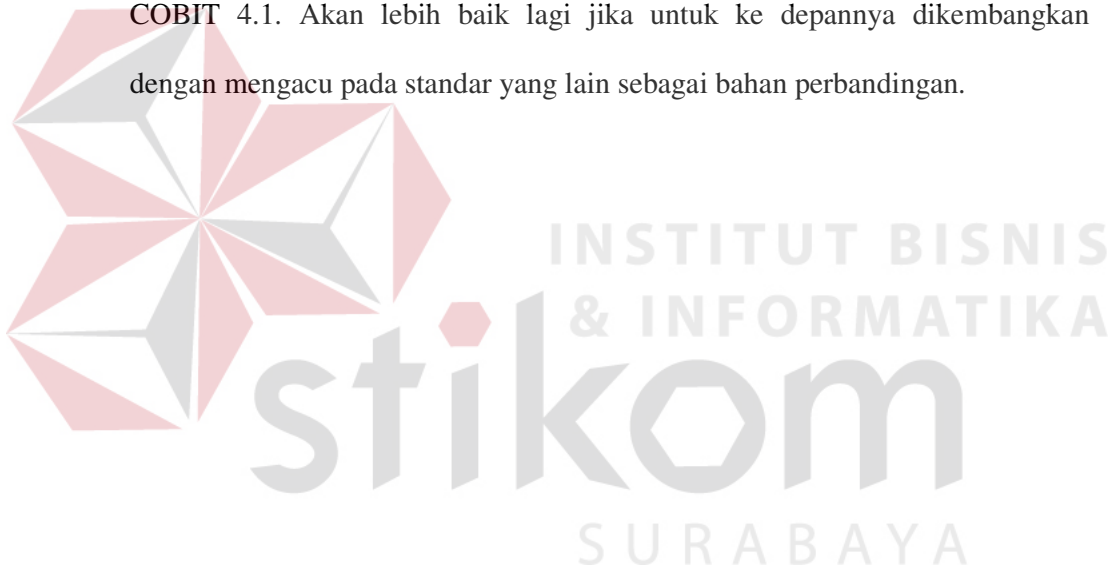 COBIT 4.1. Akan lebih baik lagi jika untuk ke depannya dikembangkan
dengan mengacu pada standar yang lain sebagai bahan perbandingan.
INSTITUT BISNIS
& INFORMATIKA
stikom
SURABAYA